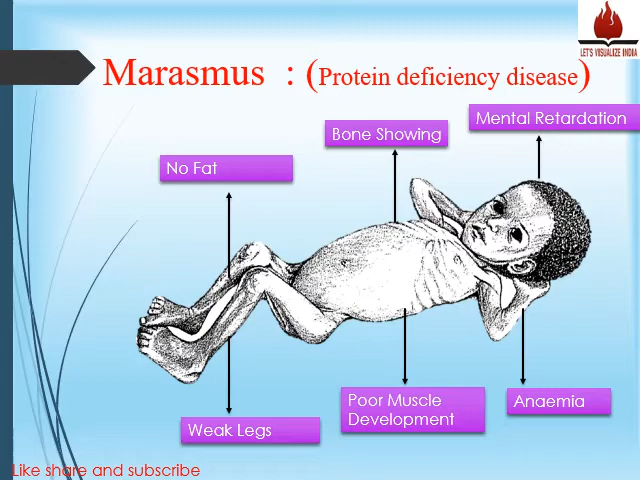 LET'S VISUALIZE INDIA
Marasmus : (Protein deficiency disease)
Mental Retardation
Bone Showing
No Fat
Poor Muscle
Development
Anaemia
Weak Legs
Like share and subscribe